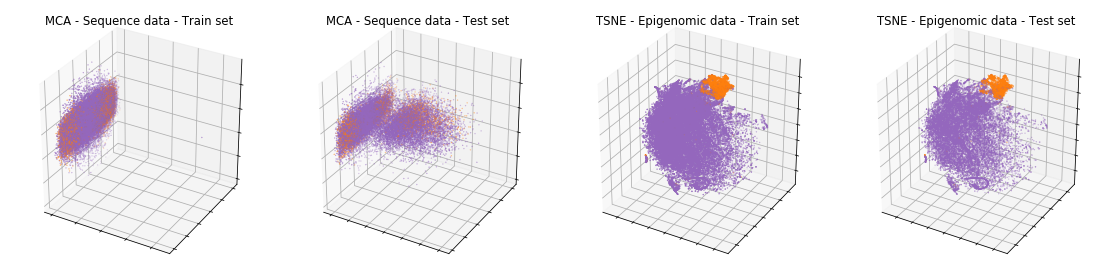 MCA - Sequence data - Train set
MCA - Sequence data - Test set
TSNE - Epigenomic data - Train set
TSNE - Epigenomic data - Test set